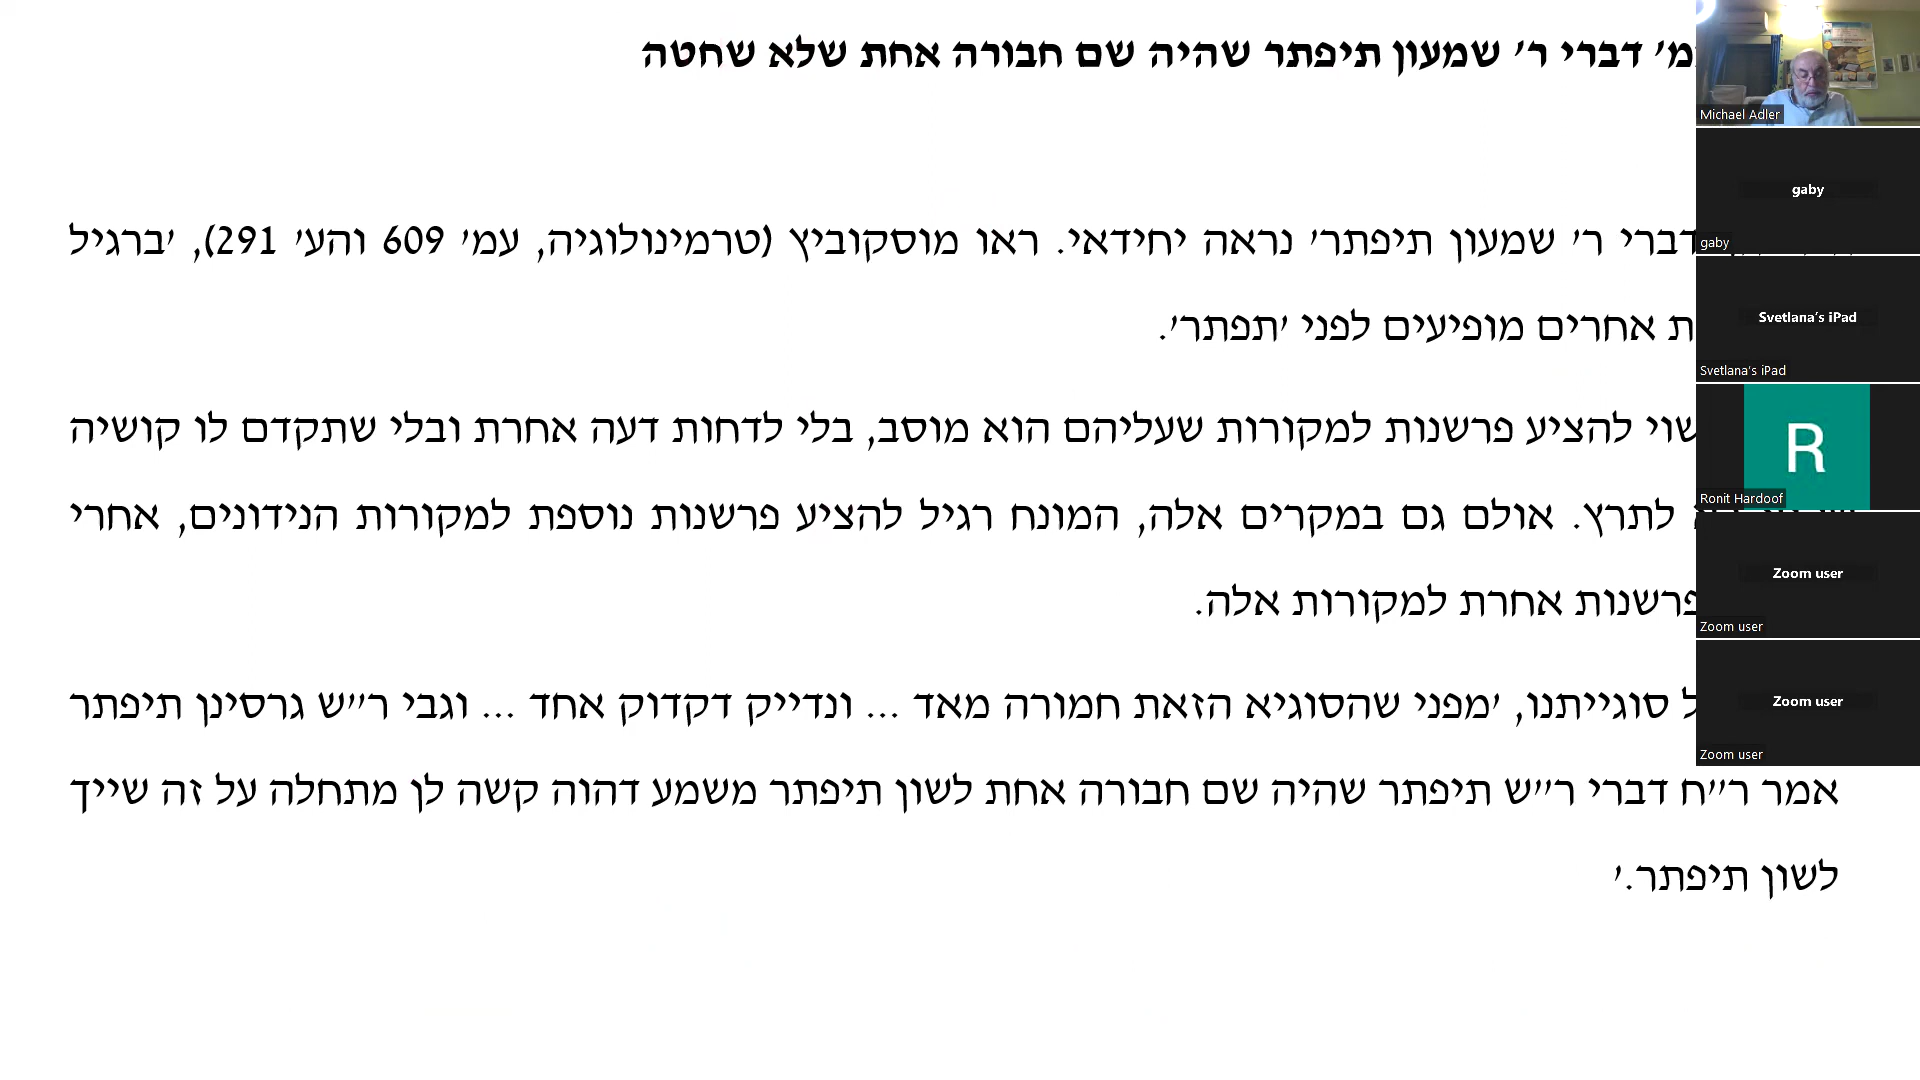 דברי ר׳ שמעון תיפתר שהיה שם חבורה אחת שלא שחטה
דברי ר׳ שמעון תיפתר׳ נראה יחידאי. ראו מוסקוביץ (טרמינולוגיה, עמ׳ 609 והע׳ 291), ׳ברגיל
אחרים מופיעים לפני ׳תפתר׳.
להציע פרשנות למקורות שעליהם הוא מוסב, בלי לדחות דעה אחרת ובלי שתקדם לו קושיה
לתרץ. אולם גם במקרים אלה, המונח רגיל להציע פרשנות נוספת למקורות הנידונים, אחרי
פרשנות אחרת למקורות אלה.
סוגייתנו, ׳מפני שהסוגיא הזאת חמורה מאד ... ונדייק דקדוק אחד ... וגבי ר״ש גרסינן תיפתר
אמר ר״ח דברי ר״ש תיפתר שהיה שם חבורה אחת לשון תיפתר משמע דהוה קשה לן מתחלה על זה שייך
לשון תיפתר.׳
Michael Adler
gaby
gaby
Svetlana's iPad
Svetlana's iPad
R
Ronit Hardoof
Zoom user
Zoom user
Zoom user
Zoom user